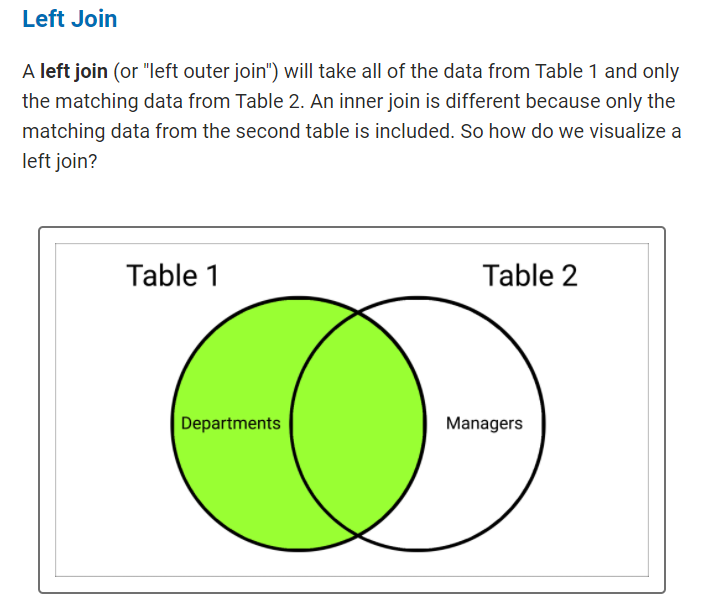 Left Join
A left join (or "left outer join") will take all of the data from Table 1 and only
the matching data from Table 2. An inner join is different because only the
matching data from the second table is included. So how do we visualize a
left join?
Table 1
Table 2
Departments
Managers